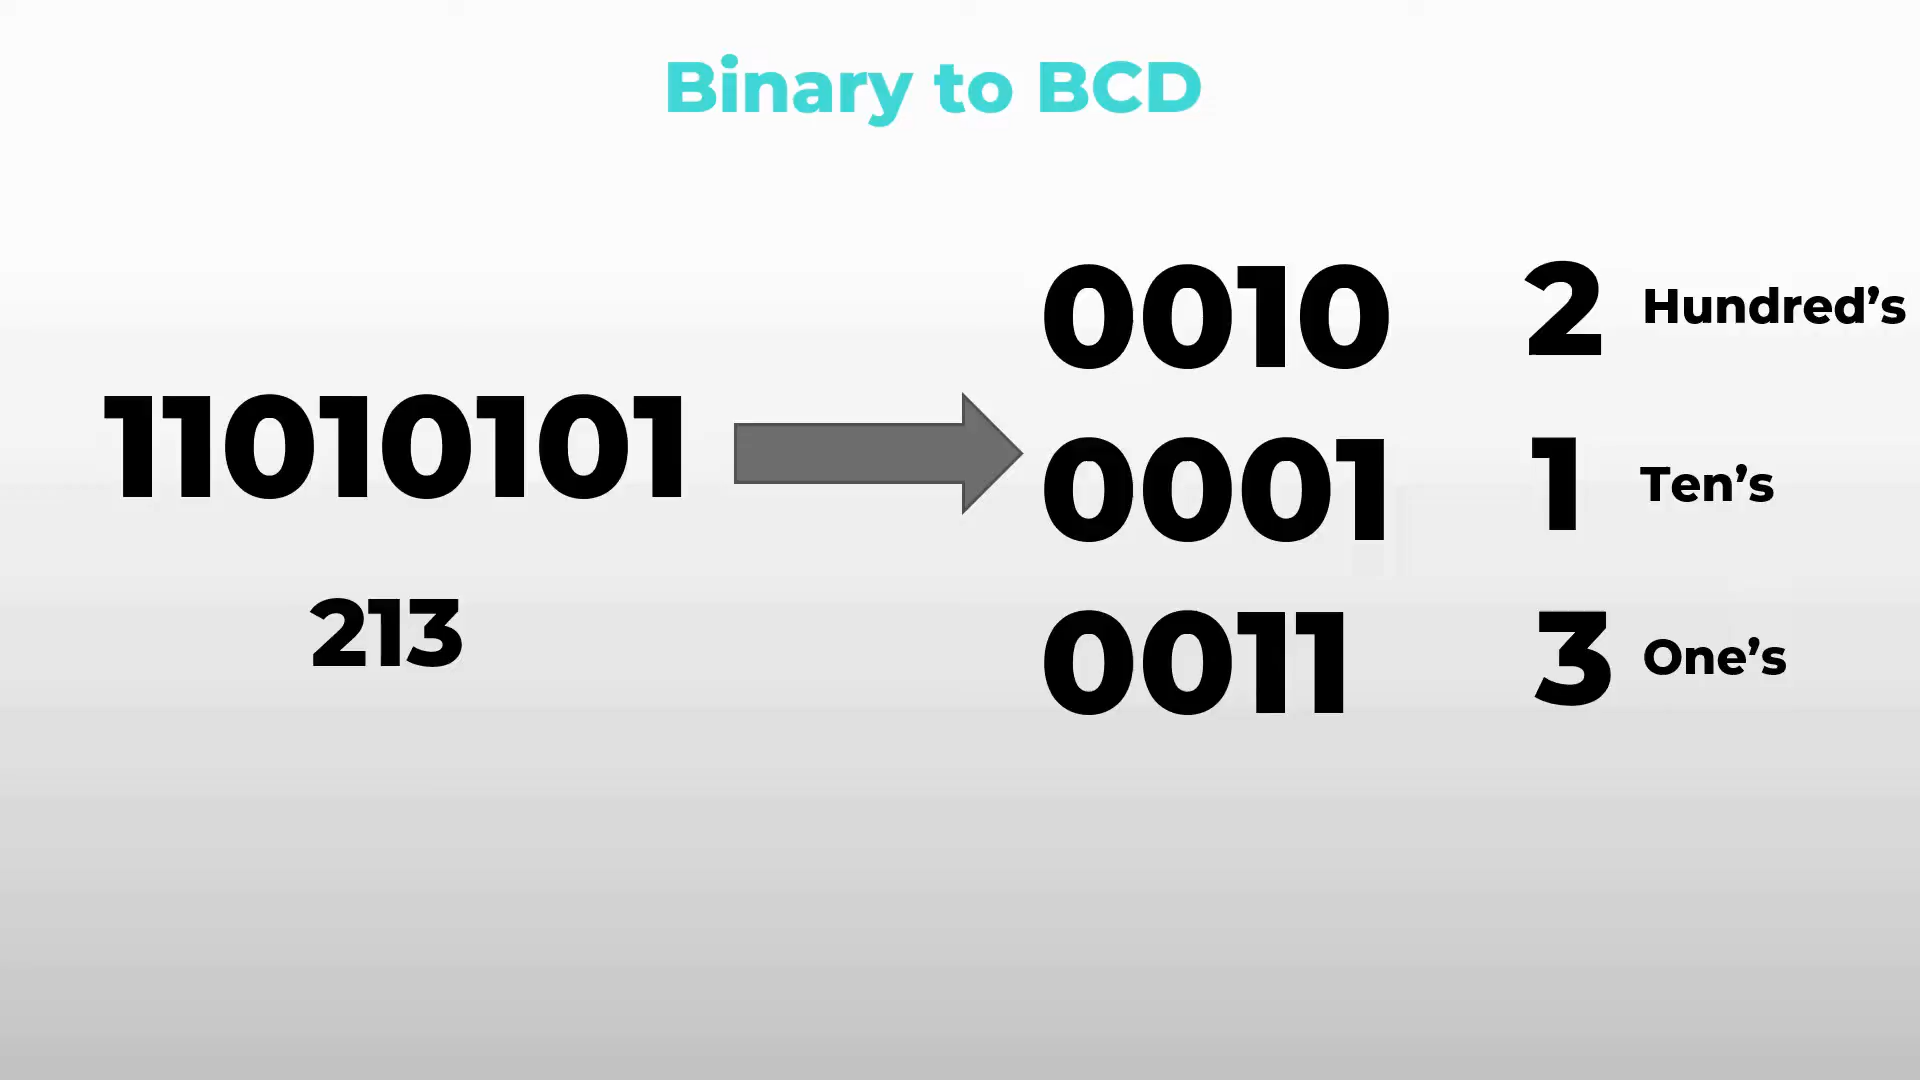 Binary to BCD
11010101
213
0010 2 Hundred’s
0001 1 Ten’s
0011 3 One’s